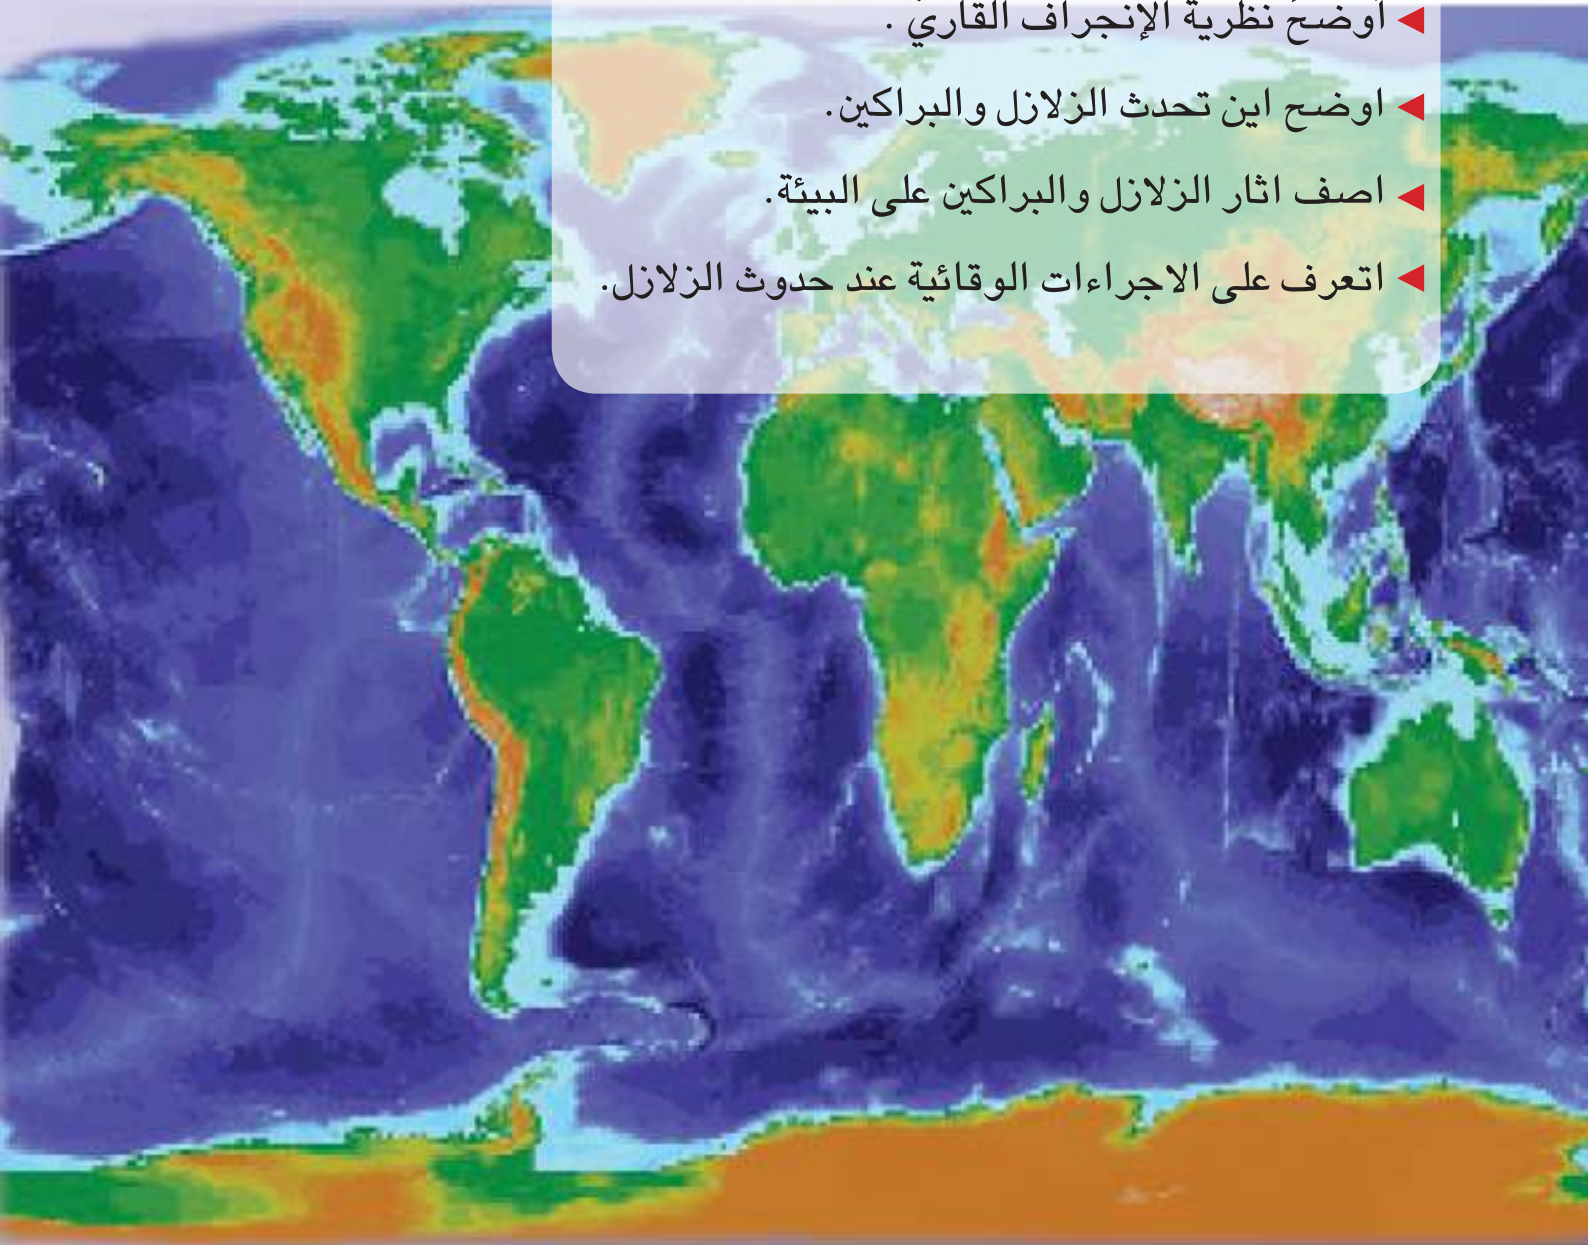 ◀ أوضحَ نظرية الإنجراف القاريّ .
◀ اوضح اين تحدث الزلازل والبراكين.
◀ اصف اثار الزلازل والبراكين على البيئة.
◀ اتعرف على الاجراءات الوقائية عند حدوث الزلازل.